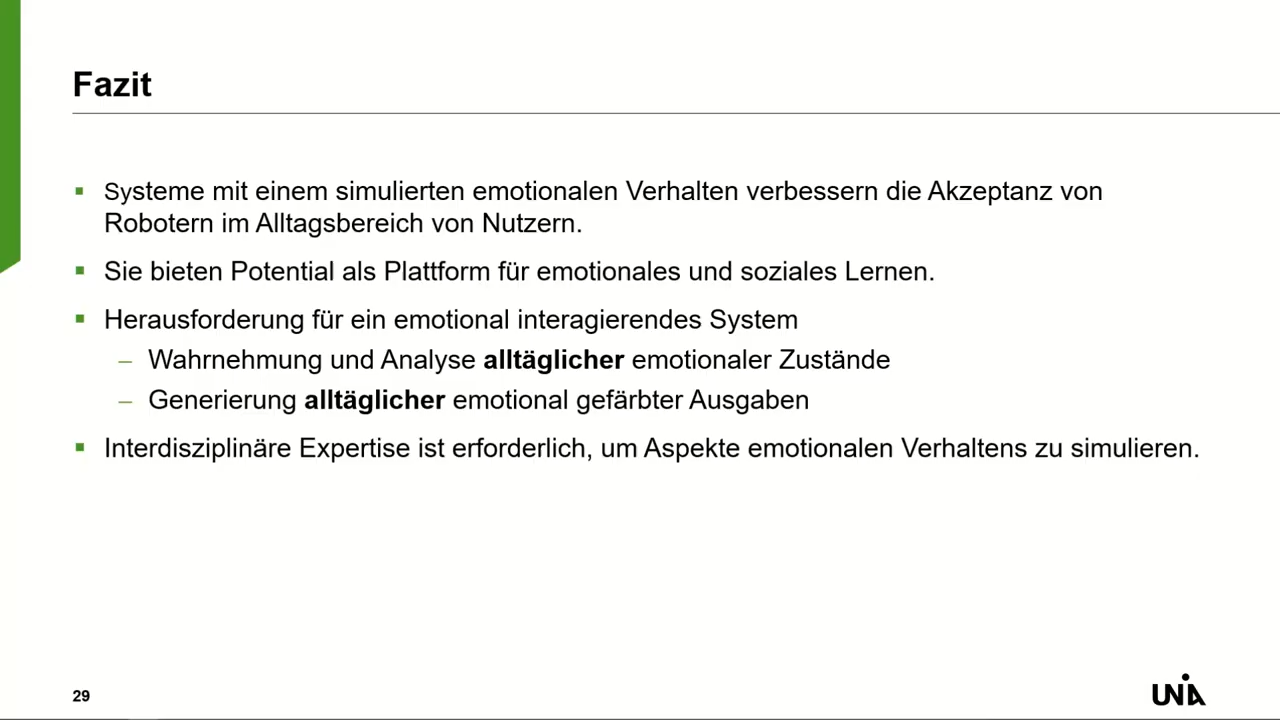 Fazit
Systeme mit einem simulierten emotionalen Verhalten verbessern die Akzeptanz von
Robotern im Alltagsbereich von Nutzern.
Sie bieten Potential als Plattform für emotionales und soziales Lernen.
Herausforderung für ein emotional interagierendes System
– Wahrnehmung und Analyse alltäglicher emotionaler Zustände
– Generierung alltäglicher emotional gefärbter Ausgaben
Interdisziplinäre Expertise ist erforderlich, um Aspekte emotionalen Verhaltens zu simulieren.
29
UNIA